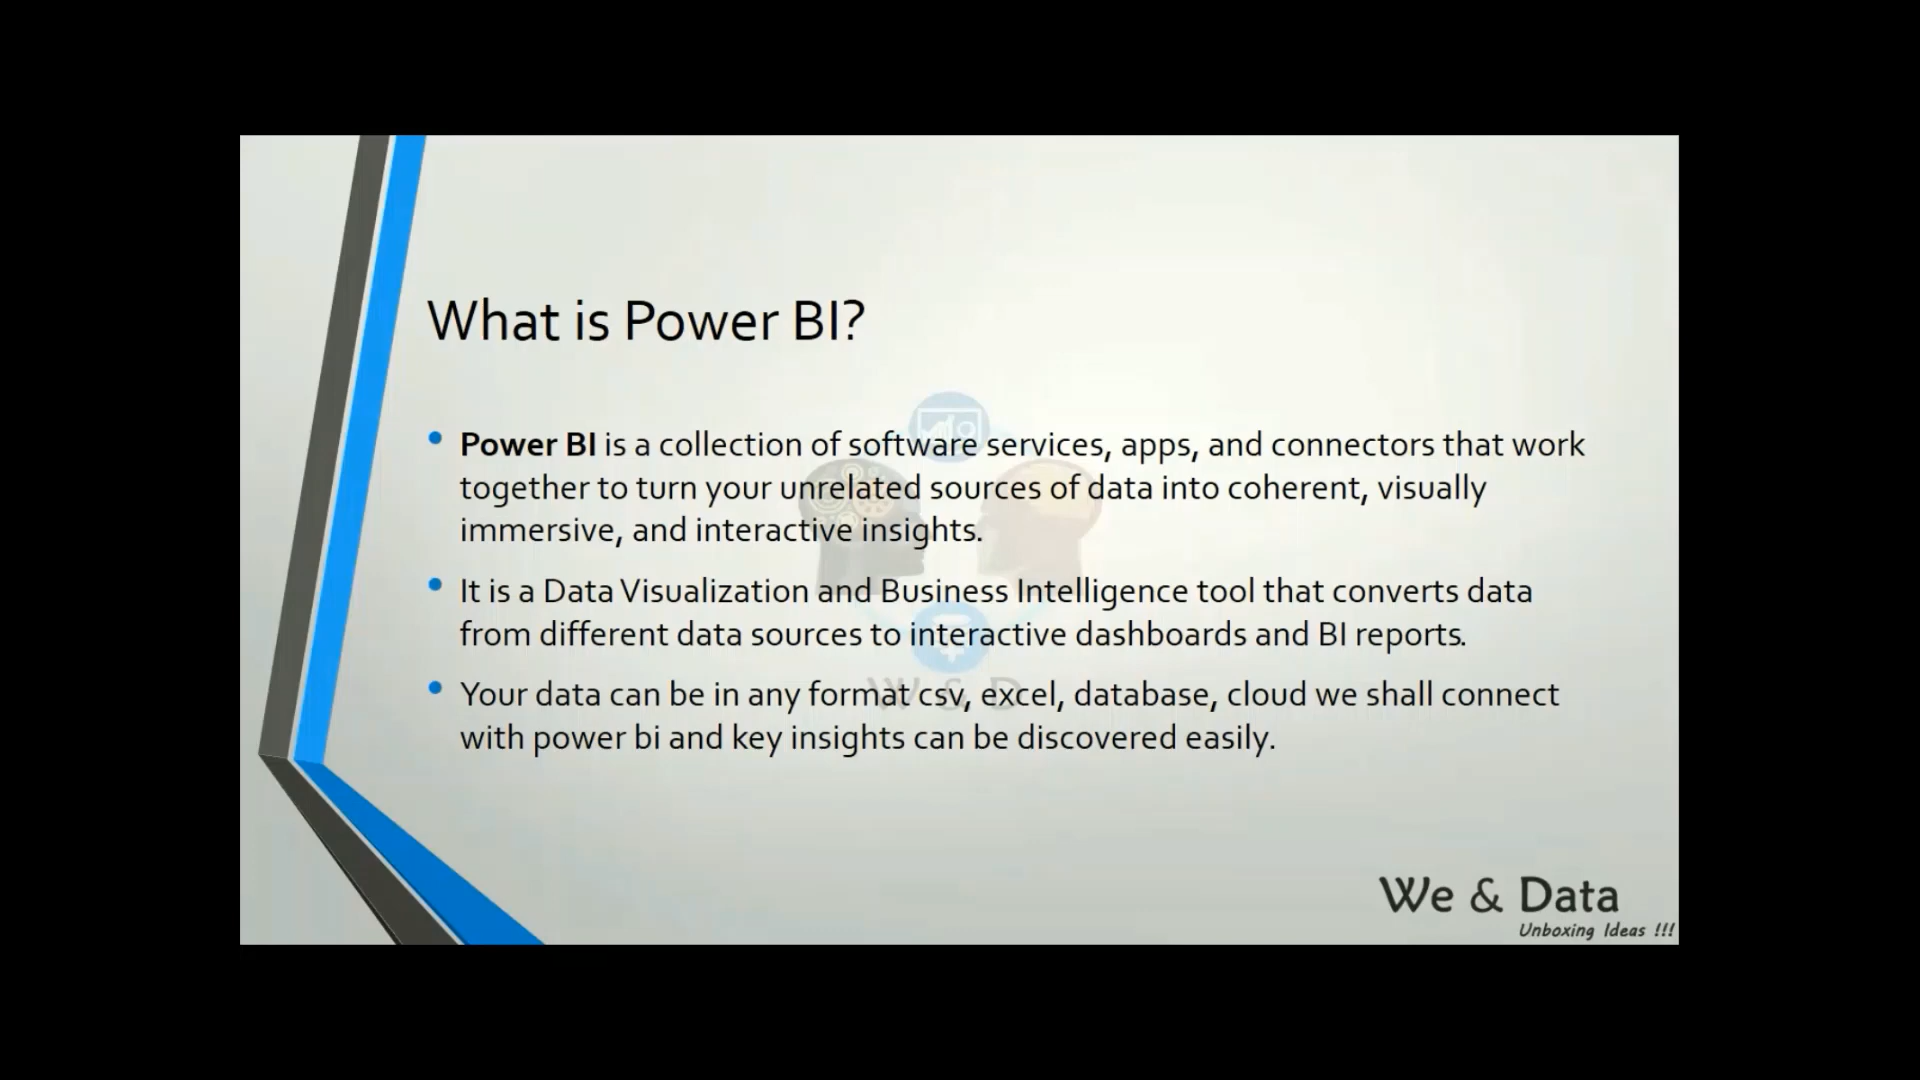 What is Power BI?
Power BI is a collection of software services, apps, and connectors that work
together to turn your unrelated sources of data into coherent, visually
immersive, and interactive insights.
It is a Data Visualization and Business Intelligence tool that converts data
from different data sources to interactive dashboards and BI reports.
W & D
Your data can be in any format csv, excel, database, cloud we shall connect
with power bi and key insights can be discovered easily.
We & Data
Unboxing Ideas !!!